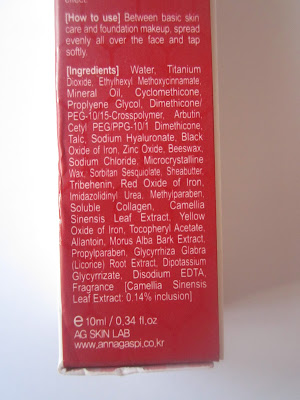 effect.
[How to use] Between basic skin
care and foundation makeup, spread
evenly all over the face and tap
softly.
[Ingredients] Water, Titanium
Dioxide, Ethylhexyl Methoxycinnamate,
Mineral Oil, Cyclomethicone,
Proplyene Glycol, Dimethicone/
PEG-10/15-Crosspolymer, Arbutin,
Cetyl PEG/PPG-10/1 Dimethicone,
Talc, Sodium Hyaluronate, Black
Oxide of Iron, Zinc Oxide, Beeswax,
Sodium Chloride, Microcrystalline
Wax, Sorbitan Sesquiolate, Sheabutter,
Tribehenin, Red Oxide of Iron,
Imidazolidinyl Urea, Methylparaben,
Soluble Collagen, Camellia
Sinensis Leaf Extract, Yellow
Oxide of Iron, Tocopheryl Acetate,
Allantoin, Morus Alba Bark Extract,
Propylparaben, Glycyrrhiza Glabra
(Licorice) Root Extract, Dipotassium
Glycyrrizate, Disodium EDTA,
Fragrance [Camellia Sinensis
Leaf Extract: 0.14% inclusion]
e 10ml / 0,34 fl,oz
AG SKIN LAB
www.annagaspi,co,kr